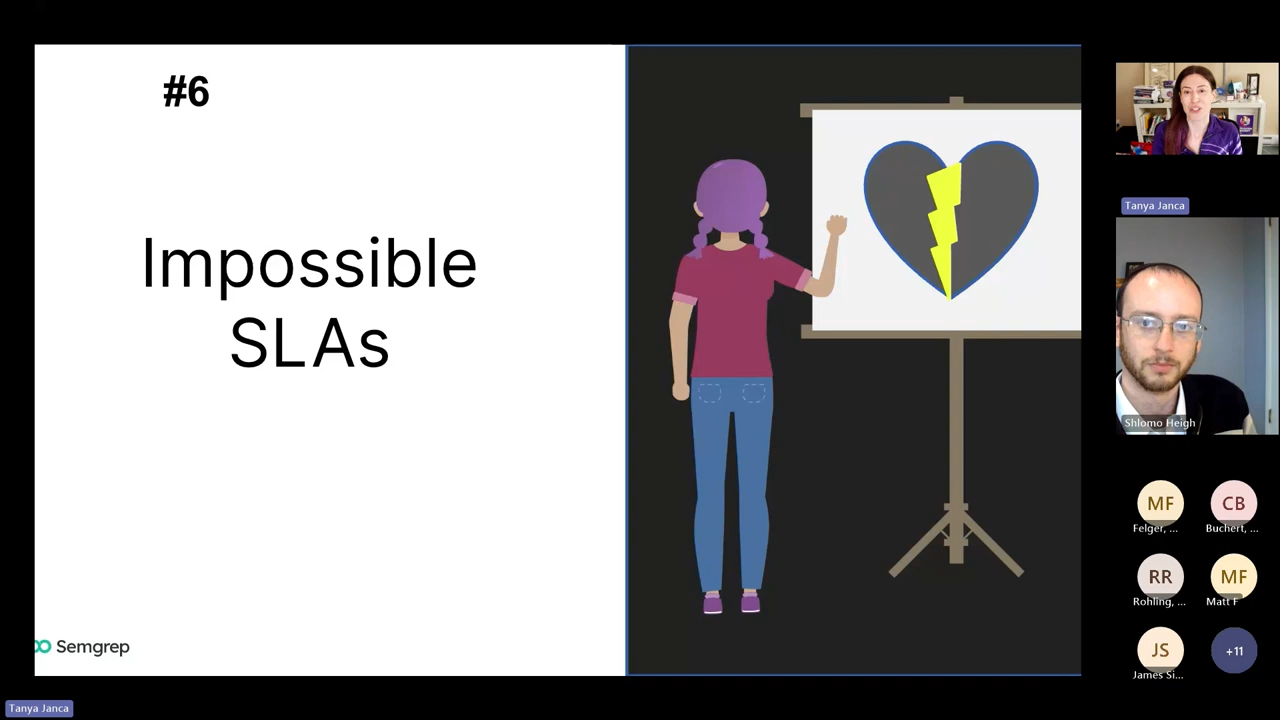 #6
Impossible
SLAs
Semgrep
Tanya Janca
Tanya Janca
Shlomo Heigh
MF
Felger, ...
CB
Buchert, ...
RR
Rohling, ...
MF
Matt F
JS
James Si...
+11